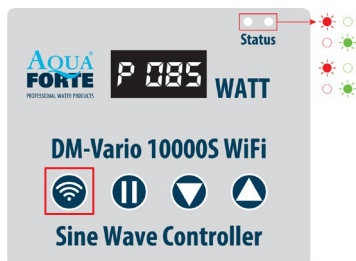 Status
AQUA
FORTE
PROFESSIONAL WATER PRODUCTS
P 085
WATT
DM-Vario 10000S WiFi
Sine Wave Controller